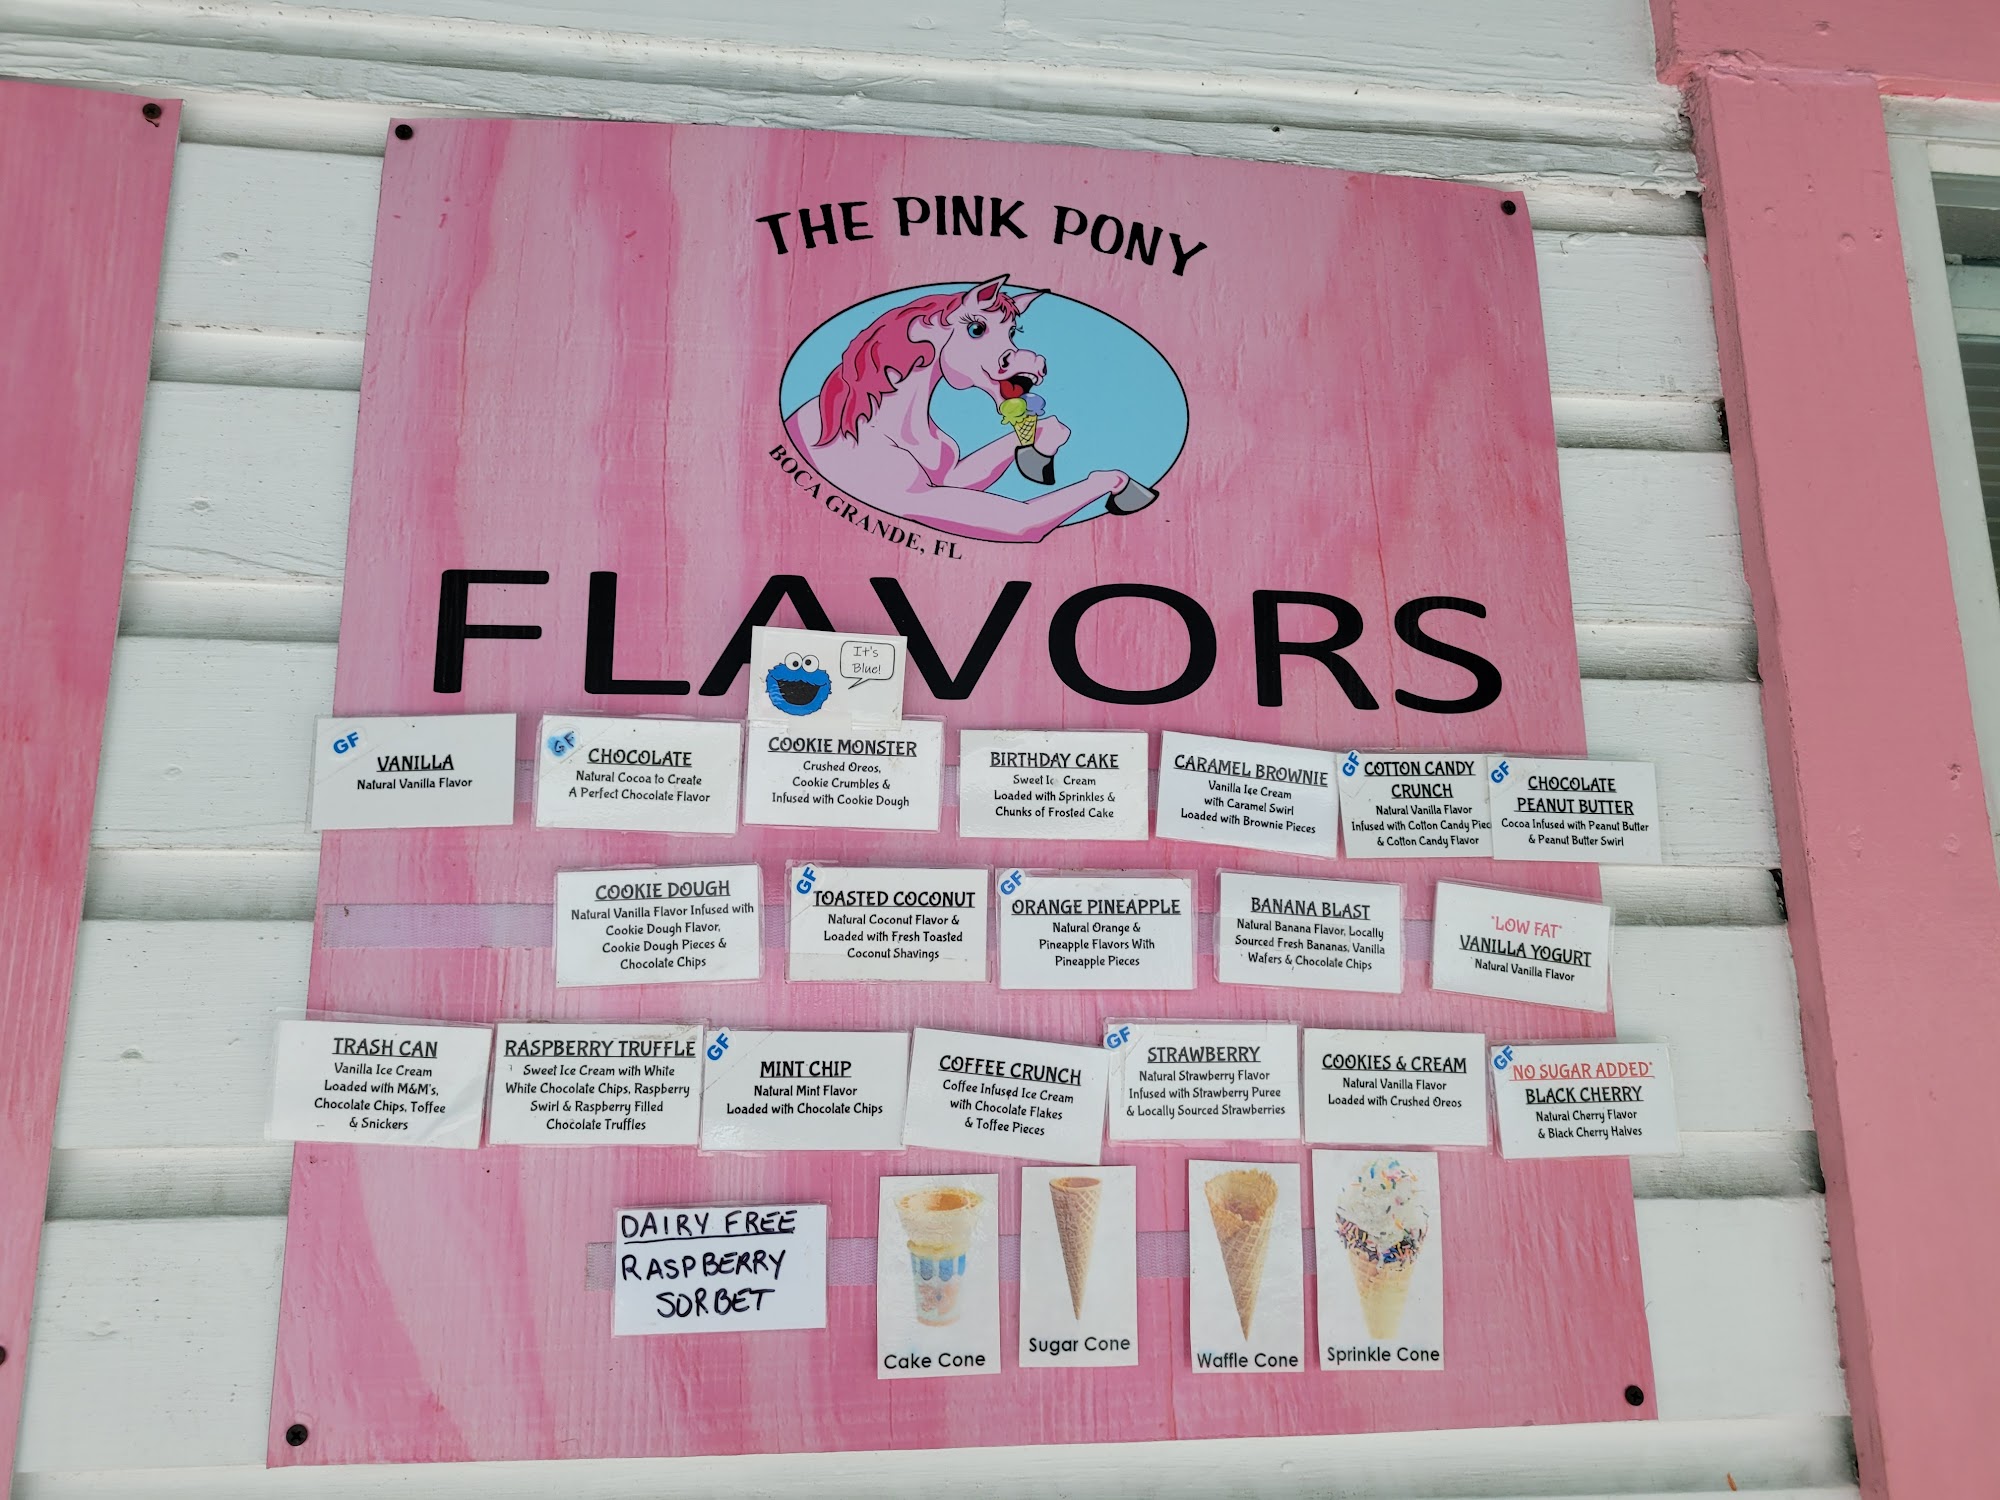 THE PINK PONY
BOCA GRANDE, FL
FLAVORS
It's
Blue!
GF
VANILLA
Natural Vanilla Flavor
GF
CHOCOLATE
Natural Cocoa to Create
A Perfect Chocolate Flavor
COOKIE MONSTER
Crushed Oreos,
Cookie Crumbles &
Infused with Cookie Dough
BIRTHDAY CAKE
Sweet Ice Cream
Loaded with Sprinkles &
Chunks of Frosted Cake
CARAMEL BROWNIE
Vanilla Ice Cream
with Caramel Swirl
Loaded with Brownie Pieces
GF
COTTON CANDY
CRUNCH
Natural Vanilla Flavor
Infused with Cotton Candy Piec
& Cotton Candy Flavor
GF
CHOCOLATE
PEANUT BUTTER
Cocoa Infused with Peanut Butter
& Peanut Butter Swirl
COOKIE DOUGH
Natural Vanilla Flavor Infused with
Cookie Dough Flavor,
Cookie Dough Pieces &
Chocolate Chips
GF
TOASTED COCONUT
Natural Coconut Flavor &
Loaded with Fresh Toasted
Coconut Shavings
GF
ORANGE PINEAPPLE
Natural Orange &
Pineapple Flavors With
Pineapple Pieces
BANANA BLAST
Natural Banana Flavor, Locally
Sourced Fresh Bananas, Vanilla
Wafers & Chocolate Chips
"LOW FAT"
VANILLA YOGURT
Natural Vanilla Flavor
TRASH CAN
Vanilla Ice Cream
Loaded with M&M's,
Chocolate Chips, Toffee
& Snickers
RASPBERRY TRUFFLE
Sweet Ice Cream with White
White Chocolate Chips, Raspberry
Swirl & Raspberry Filled
Chocolate Truffles
GF
MINT CHIP
Natural Mint Flavor
Loaded with Chocolate Chips
COFFEE CRUNCH
Coffee Infused Ice Cream
with Chocolate Flakes
& Toffee Pieces
GF
STRAWBERRY
Natural Strawberry Flavor
Infused with Strawberry Puree
& Locally Sourced Strawberries
COOKIES & CREAM
Natural Vanilla Flavor
Loaded with Crushed Oreos
GF
"NO SUGAR ADDED"
BLACK CHERRY
Natural Cherry Flavor
& Black Cherry Halves
DAIRY FREE
RASPBERRY
SORBET
Cake Cone
Sugar Cone
Waffle Cone
Sprinkle Cone